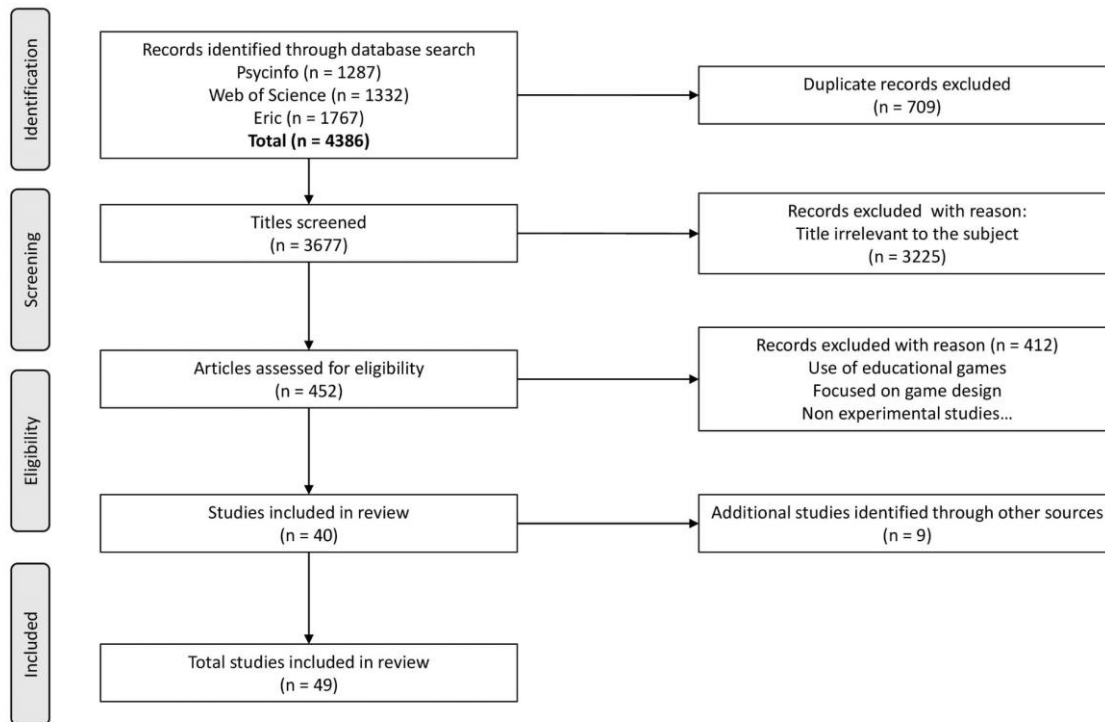 Identification
Records identified through database search
Psycinfo (n = 1287)
Web of Science (n = 1332)
Eric (n = 1767)
Total (n = 4386)
Duplicate records excluded
(n = 709)
Screening
Titles screened
(n = 3677)
Records excluded with reason:
Title irrelevant to the subject
(n = 3225)
Eligibility
Articles assessed for eligibility
(n = 452)
Records excluded with reason (n = 412)
Use of educational games
Focused on game design
Non experimental studies…
Studies included in review
(n = 40)
Additional studies identified through other sources
(n = 9)
Included
Total studies included in review
(n = 49)